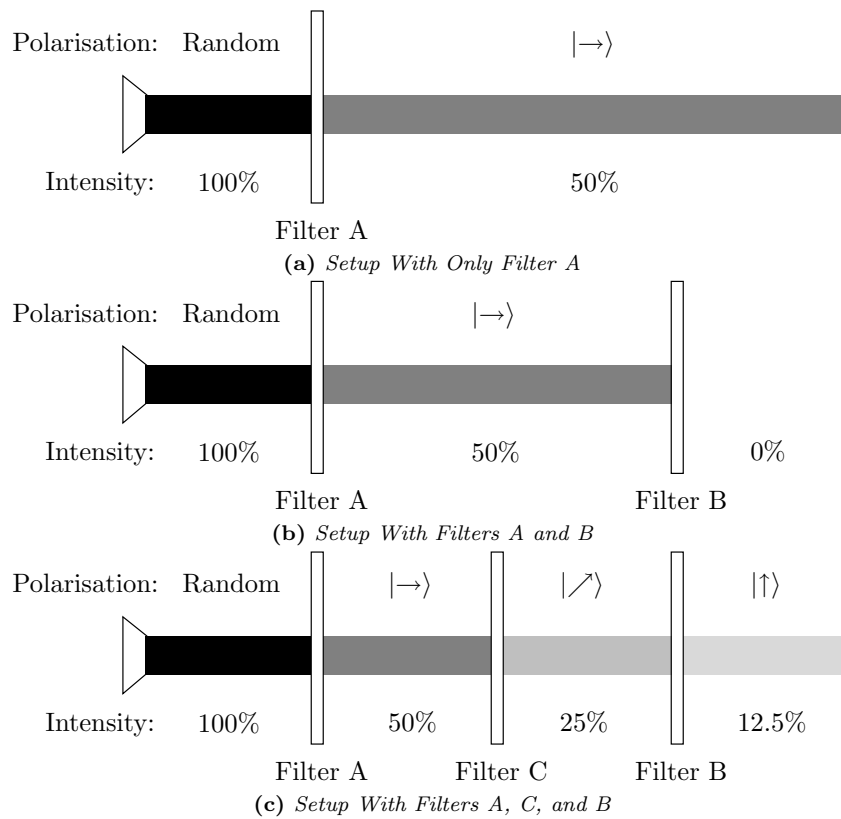 Polarisation: Random |→⟩
Intensity: 100% 50%
Filter A
(a) Setup With Only Filter A
Polarisation: Random |→⟩
Intensity: 100% 50% 0%
Filter A Filter B
(b) Setup With Filters A and B
Polarisation: Random |→⟩ |↗⟩ |↑⟩
Intensity: 100% 50% 25% 12.5%
Filter A Filter C Filter B
(c) Setup With Filters A, C, and B